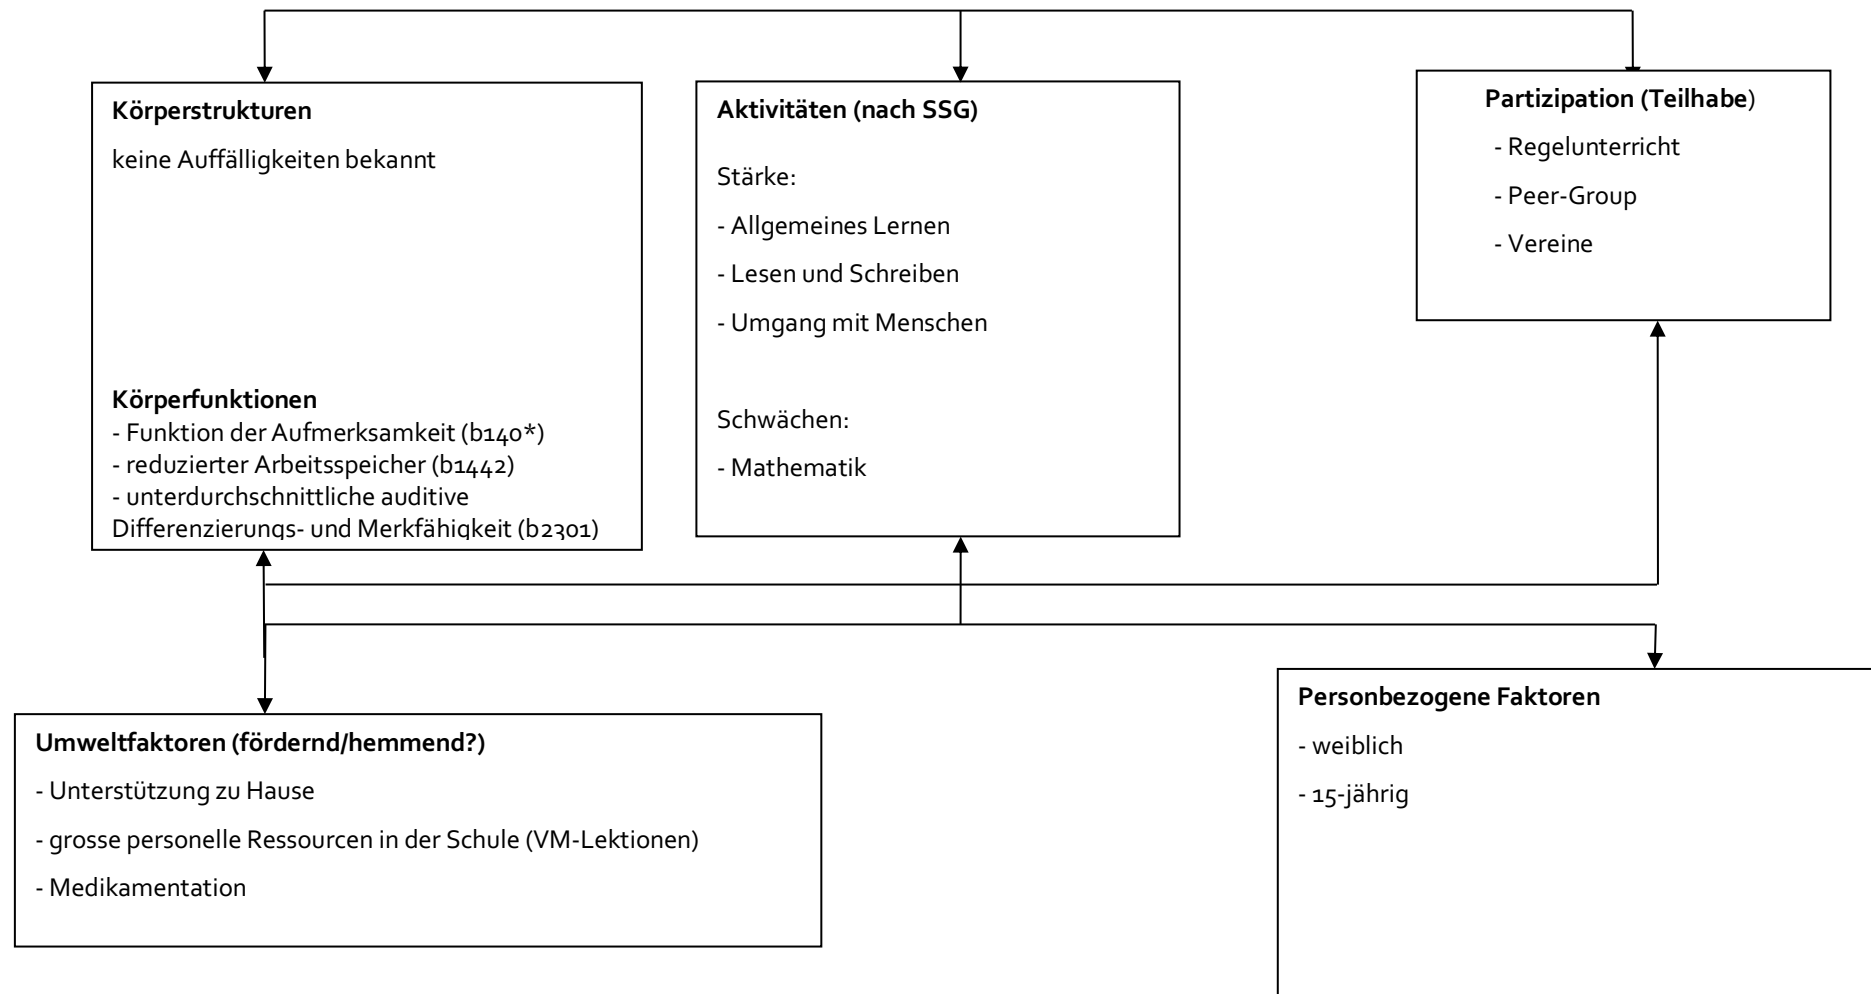 Körperstrukturen
keine Auffälligkeiten bekannt
Körperfunktionen
- Funktion der Aufmerksamkeit (b140*)
- reduzierter Arbeitsspeicher (b1442)
- unterdurchschnittliche auditive
Differenzierungs- und Merkfähigkeit (b2301)
Aktivitäten (nach SSG)
Stärke:
- Allgemeines Lernen
- Lesen und Schreiben
- Umgang mit Menschen
Schwächen:
- Mathematik
Partizipation (Teilhabe)
- Regelunterricht
- Peer-Group
- Vereine
Umweltfaktoren (fördernd/hemmend?)
- Unterstützung zu Hause
- grosse personelle Ressourcen in der Schule (VM-Lektionen)
- Medikamentation
Personbezogene Faktoren
- weiblich
- 15-jährig